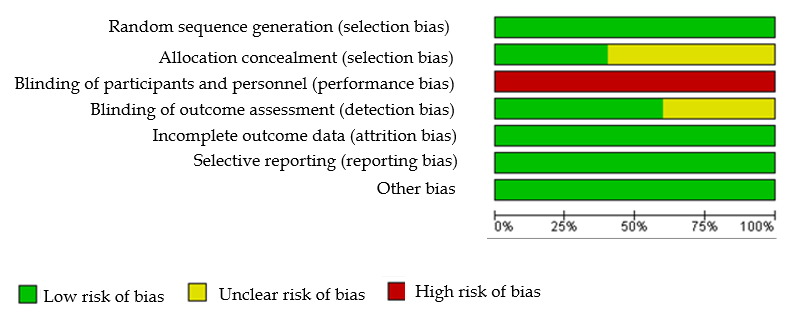 Random sequence generation (selection bias)
Allocation concealment (selection bias)
Blinding of participants and personnel (performance bias)
Blinding of outcome assessment (detection bias)
Incomplete outcome data (attrition bias)
Selective reporting (reporting bias)
Other bias
0% 25% 50% 75% 100%
Low risk of bias Unclear risk of bias High risk of bias